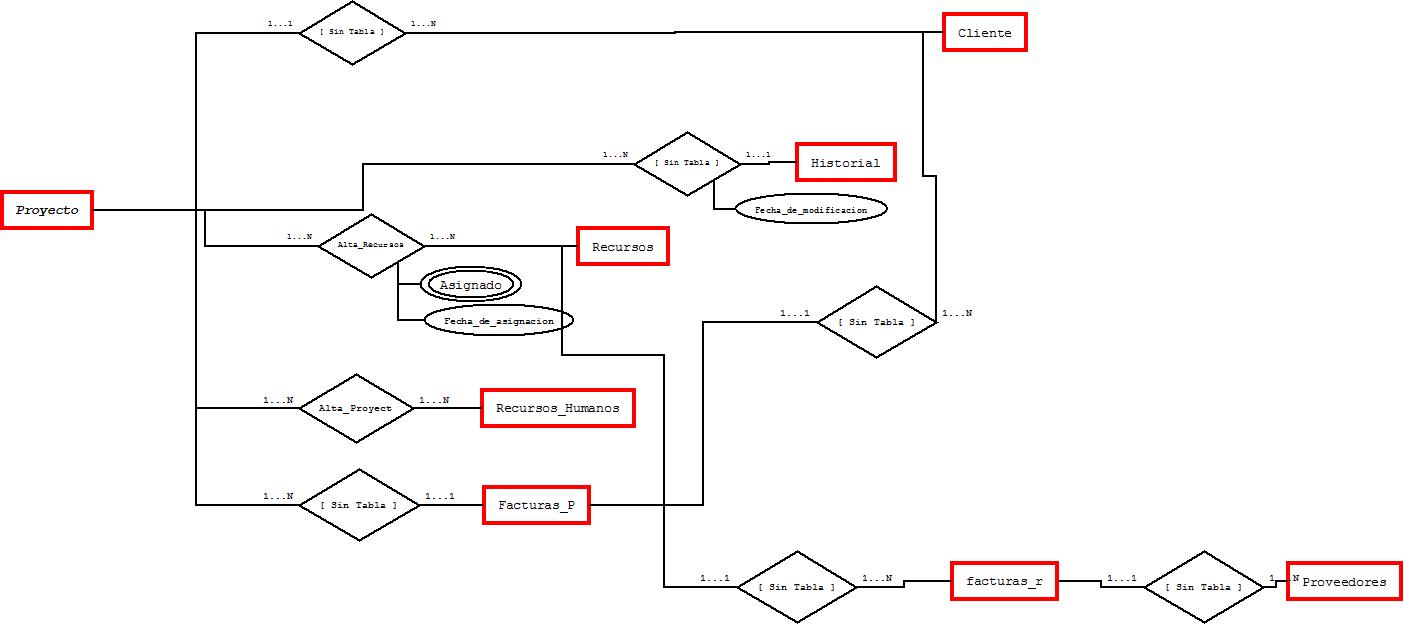 1...1
[ Sin Tabla ]
1...N
Cliente
1...N
[ Sin Tabla ]
1...1
Historial
Fecha_de_modificacion
Proyecto
1...N
Alta_Recursos
1...N
Recursos
Asignado
Fecha_de_asignacion
1...1
[ Sin Tabla ]
1...N
1...N
Alta_Proyect
1...N
Recursos_Humanos
1...N
[ Sin Tabla ]
1...1
Facturas_P
1...1
[ Sin Tabla ]
1...N
facturas_r
1...1
[ Sin Tabla ]
1...N
Proveedores